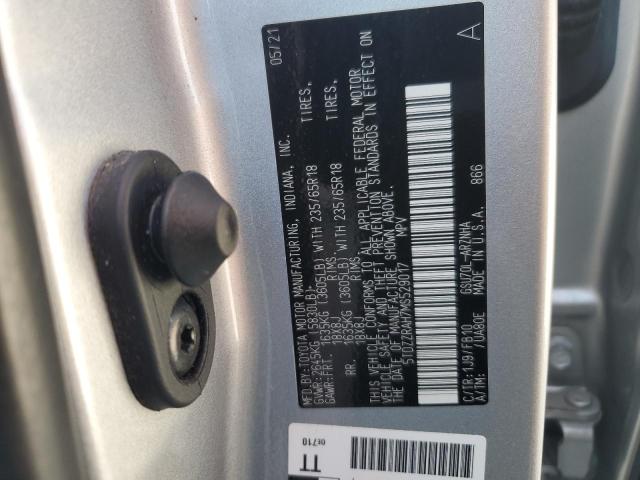 MFD.BY:TOYOTA MOTOR MANUFACTURING, INDIANA, INC. 05/21
GVWR:2645KG (5830LB)
GAWR:FRT. 1635KG (3605LB) WITH 235/65R18 TIRES,
18X8J RIMS,
RR. 1635KG (3605LB) WITH 235/65R18 TIRES,
18X8J RIMS,
THIS VEHICLE CONFORMS TO ALL APPLICABLE FEDERAL MOTOR
VEHICLE SAFETY AND THEFT PREVENTION STANDARDS IN EFFECT ON
THE DATE OF MANUFACTURE SHOWN ABOVE.
MPV
C/TR:1J9/FB10 GSU70L-ARZNHA 866
A/TM: /UA80E MADE IN U.S.A. A
TT 0E710